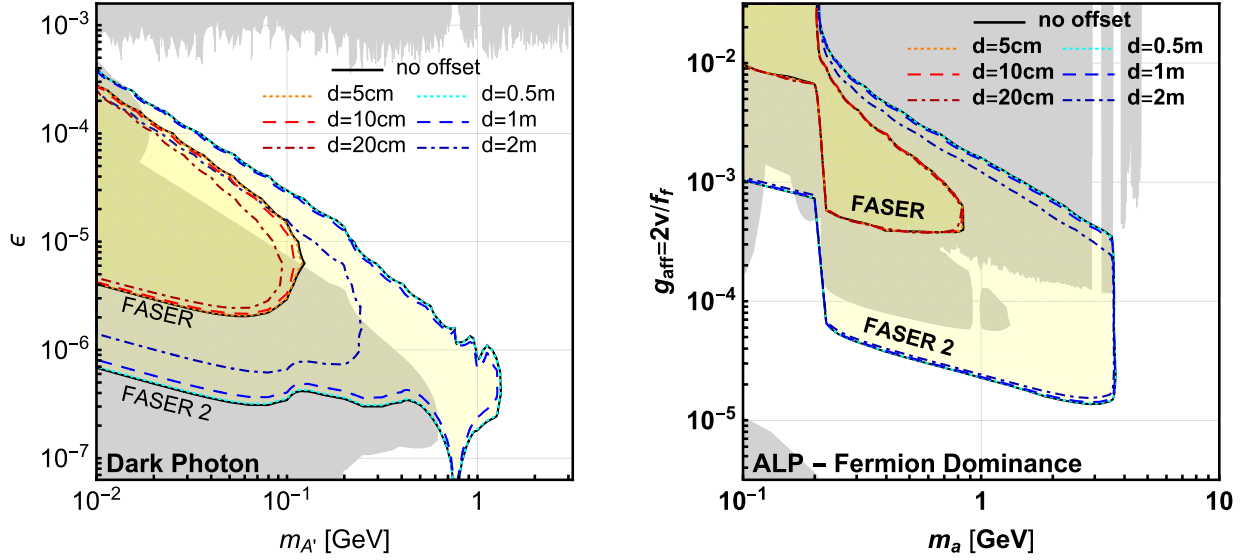 10⁻³
10⁻⁴
10⁻⁵
10⁻⁶
10⁻⁷
ϵ
no offset
d=5cm d=0.5m
d=10cm d=1m
d=20cm d=2m
FASER
FASER 2
Dark Photon
10⁻² 10⁻¹ 1
m_A' [GeV]
10⁻²
10⁻³
10⁻⁴
10⁻⁵
g_aff=2v/f_f
no offset
d=5cm d=0.5m
d=10cm d=1m
d=20cm d=2m
FASER
FASER 2
ALP – Fermion Dominance
10⁻¹ 1 10
m_a [GeV]